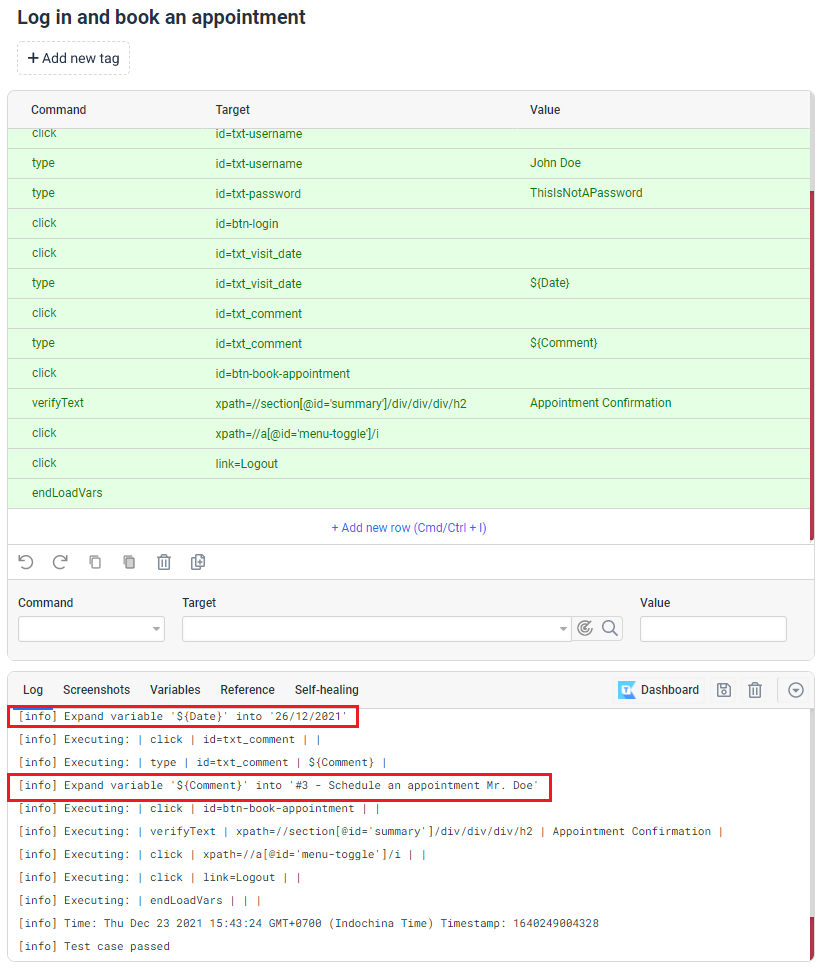 Log in and book an appointment
+ Add new tag
Command Target Value
click id=txt-username
type id=txt-username John Doe
type id=txt-password ThisIsNotAPassword
click id=btn-login
click id=txt_visit_date
type id=txt_visit_date ${Date}
click id=txt_comment
type id=txt_comment ${Comment}
click id=btn-book-appointment
verifyText xpath=//section[@id='summary']/div/div/div/h2 Appointment Confirmation
click xpath=//a[@id='menu-toggle']/i
click link=Logout
endLoadVars
+ Add new row (Cmd/Ctrl + I)
Command Target Value
Log Screenshots Variables Reference Self-healing Dashboard
[info] Expand variable '${Date}' into '26/12/2021'
[info] Executing: | click | id=txt_comment | |
[info] Executing: | type | id=txt_comment | ${Comment} |
[info] Expand variable '${Comment}' into '#3 - Schedule an appointment Mr. Doe'
[info] Executing: | click | id=btn-book-appointment | |
[info] Executing: | verifyText | xpath=//section[@id='summary']/div/div/div/h2 | Appointment Confirmation |
[info] Executing: | click | xpath=//a[@id='menu-toggle']/i | |
[info] Executing: | click | link=Logout | |
[info] Executing: | endLoadVars | | |
[info] Time: Thu Dec 23 2021 15:43:24 GMT+0700 (Indochina Time) Timestamp: 1640249004328
[info] Test case passed